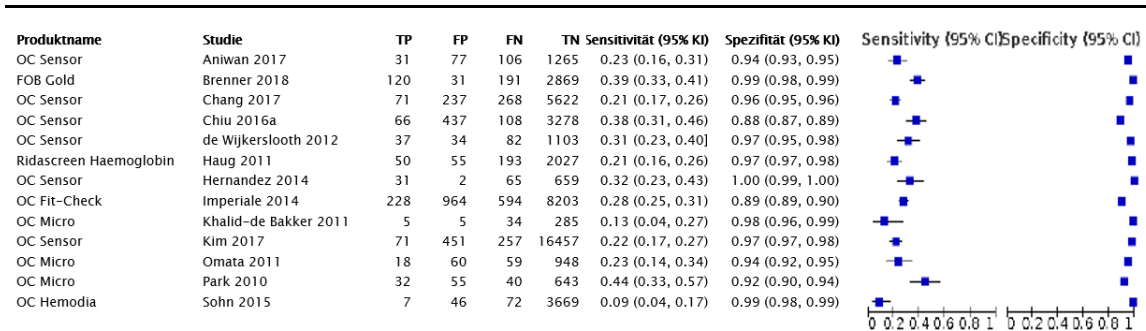 Produktname Studie TP FP FN TN Sensitivität (95% KI) Spezifität (95% KI) Sensitivity (95% CI)Specificity (95% CI)
OC Sensor Aniwan 2017 31 77 106 1265 0.23 (0.16, 0.31) 0.94 (0.93, 0.95)
FOB Gold Brenner 2018 120 31 191 2869 0.39 (0.33, 0.41) 0.99 (0.98, 0.99)
OC Sensor Chang 2017 71 237 268 5622 0.21 (0.17, 0.26) 0.96 (0.95, 0.96)
OC Sensor Chiu 2016a 66 437 108 3278 0.38 (0.31, 0.46) 0.88 (0.87, 0.89)
OC Sensor de Wijkerslooth 2012 37 34 82 1103 0.31 (0.23, 0.40] 0.97 (0.95, 0.98)
Ridascreen Haemoglobin Haug 2011 50 55 193 2027 0.21 (0.16, 0.26) 0.97 (0.97, 0.98)
OC Sensor Hernandez 2014 31 2 65 659 0.32 (0.23, 0.43) 1.00 (0.99, 1.00)
OC Fit-Check Imperiale 2014 228 964 594 8203 0.28 (0.25, 0.31) 0.89 (0.89, 0.90)
OC Micro Khalid-de Bakker 2011 5 5 34 285 0.13 (0.04, 0.27) 0.98 (0.96, 0.99)
OC Sensor Kim 2017 71 451 257 16457 0.22 (0.17, 0.27) 0.97 (0.97, 0.98)
OC Micro Omata 2011 18 60 59 948 0.23 (0.14, 0.34) 0.94 (0.92, 0.95)
OC Micro Park 2010 32 55 40 643 0.44 (0.33, 0.57) 0.92 (0.90, 0.94)
OC Hemodia Sohn 2015 7 46 72 3669 0.09 (0.04, 0.17) 0.99 (0.98, 0.99)
0 0.2 0.4 0.6 0.8 1 0 0.2 0.4 0.6 0.8 1